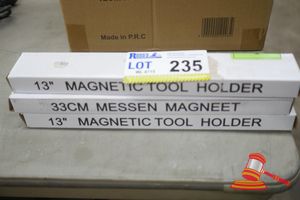 Made in P.R.C
LOT 235
13" MAGNETIC TOOL HOLDER
33CM MESSEN MAGNEET
13" MAGNETIC TOOL HOLDER